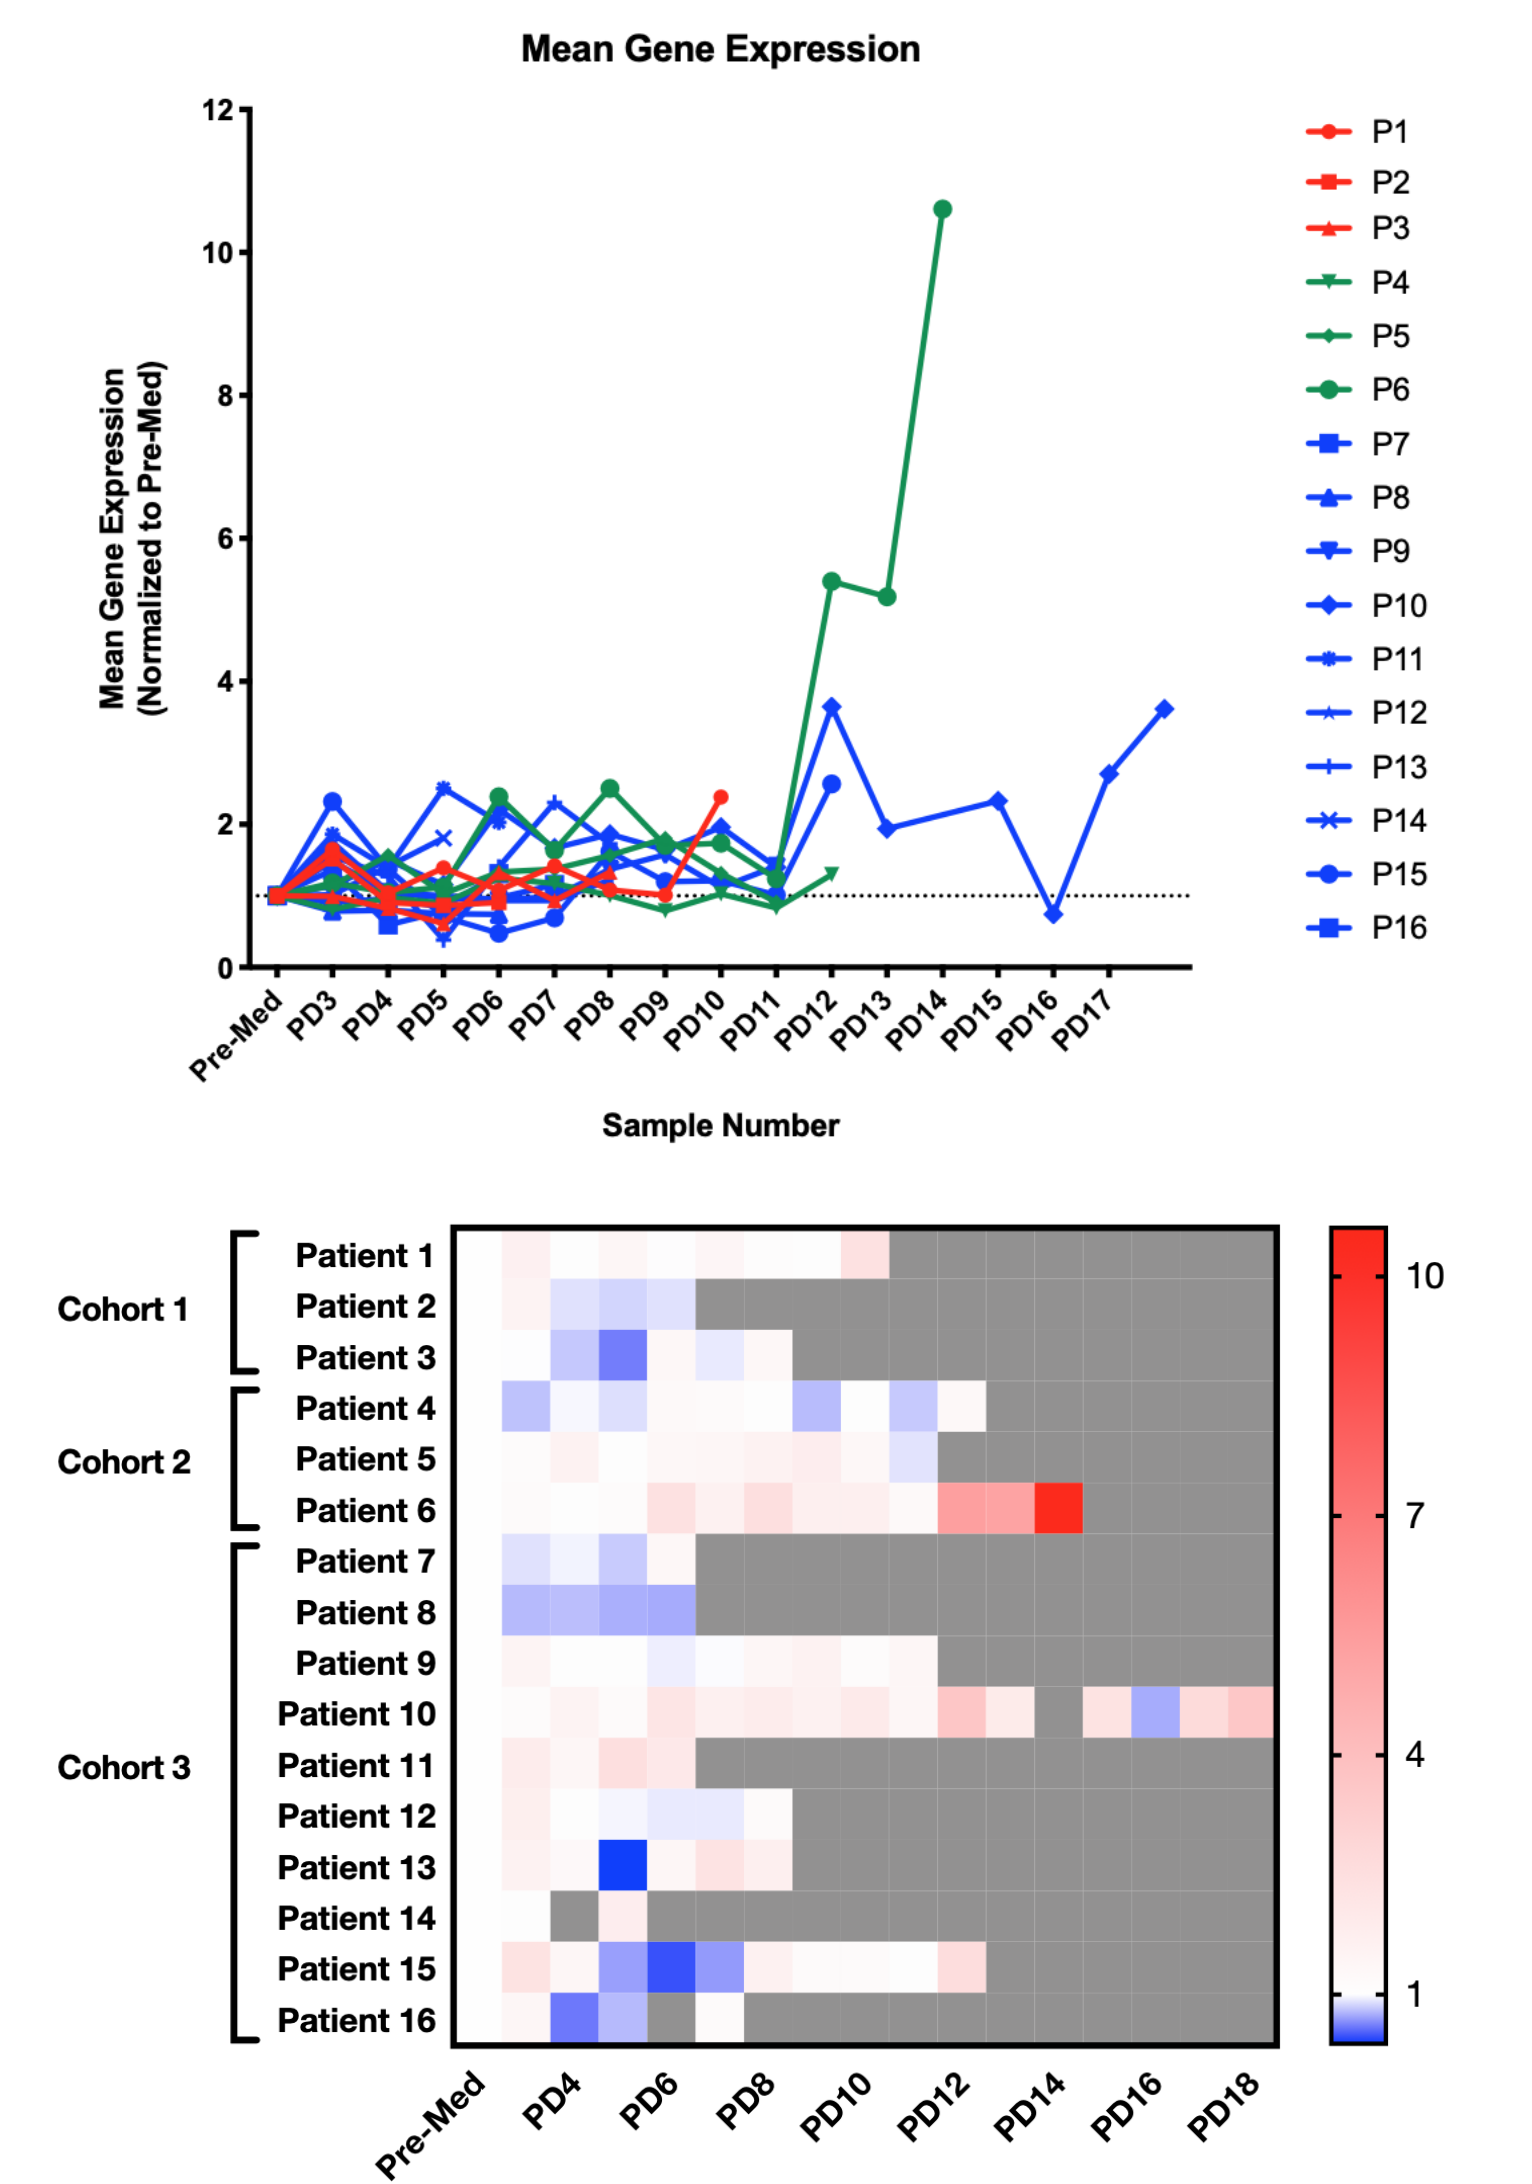 Mean Gene Expression
Mean Gene Expression
(Normalized to Pre-Med)
12
10
8
6
4
2
0
Pre-Med
PD3
PD4
PD5
PD6
PD7
PD8
PD9
PD10
PD11
PD12
PD13
PD14
PD15
PD16
PD17
Sample Number
P1
P2
P3
P4
P5
P6
P7
P8
P9
P10
P11
P12
P13
P14
P15
P16
Cohort 1
Patient 1
Patient 2
Patient 3
Cohort 2
Patient 4
Patient 5
Patient 6
Cohort 3
Patient 7
Patient 8
Patient 9
Patient 10
Patient 11
Patient 12
Patient 13
Patient 14
Patient 15
Patient 16
Pre-Med
PD4
PD6
PD8
PD10
PD12
PD14
PD16
PD18
10
7
4
1